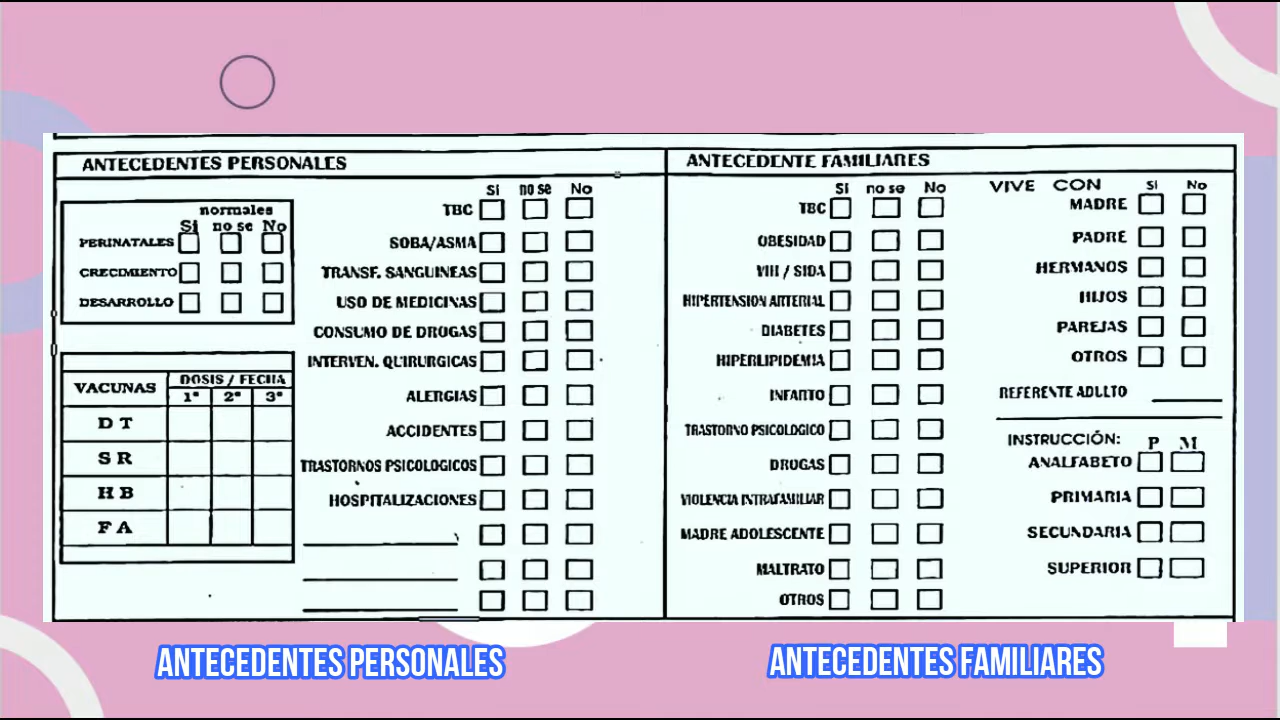 ANTECEDENTES PERSONALES
normales
Si no se No
PERINATALES
CRECIMIENTO
DESARROLLO
VACUNAS
DOSIS / FECHA
1ª 2ª 3ª
D T
S R
H B
F A
Si no se No
TBC
SOBA/ASMA
TRANSF. SANGUINEAS
USO DE MEDICINAS
CONSUMO DE DROGAS
INTERVEN. QUIRURGICAS
ALERGIAS
ACCIDENTES
TRASTORNOS PSICOLOGICOS
HOSPITALIZACIONES
ANTECEDENTE FAMILIARES
Si no se No
TBC
OBESIDAD
VIH / SIDA
HIPERTENSION ARTERIAL
DIABETES
HIPERLIPIDEMIA
INFARTO
TRASTORNO PSICOLOGICO
DROGAS
VIOLENCIA INTRAFAMILIAR
MADRE ADOLESCENTE
MALTRATO
OTROS
VIVE CON Si No
MADRE
PADRE
HERMANOS
HIJOS
PAREJAS
OTROS
REFERENTE ADULTO
INSTRUCCIÓN: P M
ANALFABETO
PRIMARIA
SECUNDARIA
SUPERIOR
ANTECEDENTES PERSONALES
ANTECEDENTES FAMILIARES